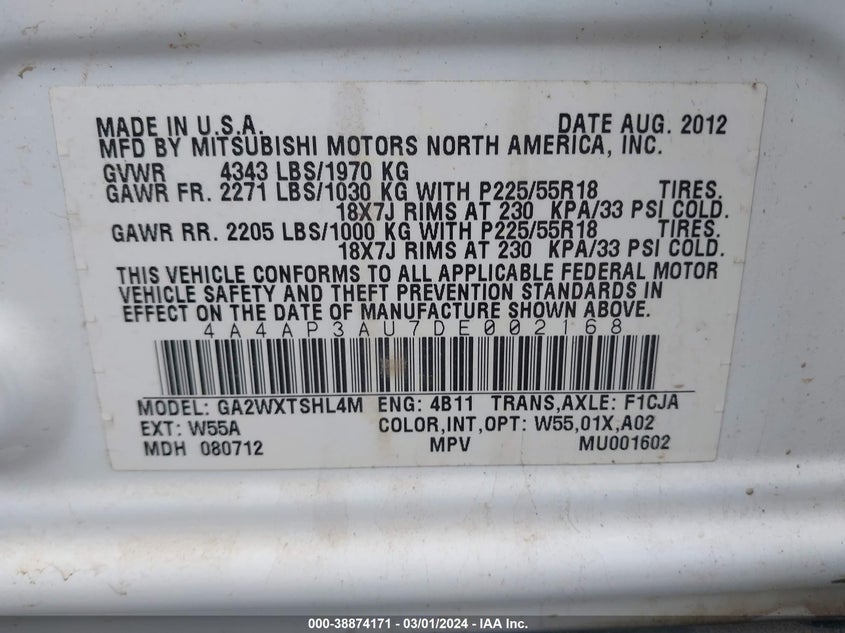 MADE IN U.S.A. DATE AUG. 2012
MFD BY MITSUBISHI MOTORS NORTH AMERICA, INC.
GVWR 4343 LBS/1970 KG
GAWR FR. 2271 LBS/1030 KG WITH P225/55R18 TIRES.
18X7J RIMS AT 230 KPA/33 PSI COLD.
GAWR RR. 2205 LBS/1000 KG WITH P225/55R18 TIRES.
18X7J RIMS AT 230 KPA/33 PSI COLD.
THIS VEHICLE CONFORMS TO ALL APPLICABLE FEDERAL MOTOR
VEHICLE SAFETY AND THEFT PREVENTION STANDARDS IN
EFFECT ON THE DATE OF MANUFACTURE SHOWN ABOVE.
4A4AP3AU7DE002168
MODEL: GA2WXTSHL4M ENG: 4B11 TRANS,AXLE: F1CJA
EXT: W55A COLOR,INT,OPT: W55,01X,A02
MDH 080712 MPV MU001602
000-38874171 - 03/01/2024 - IAA Inc.